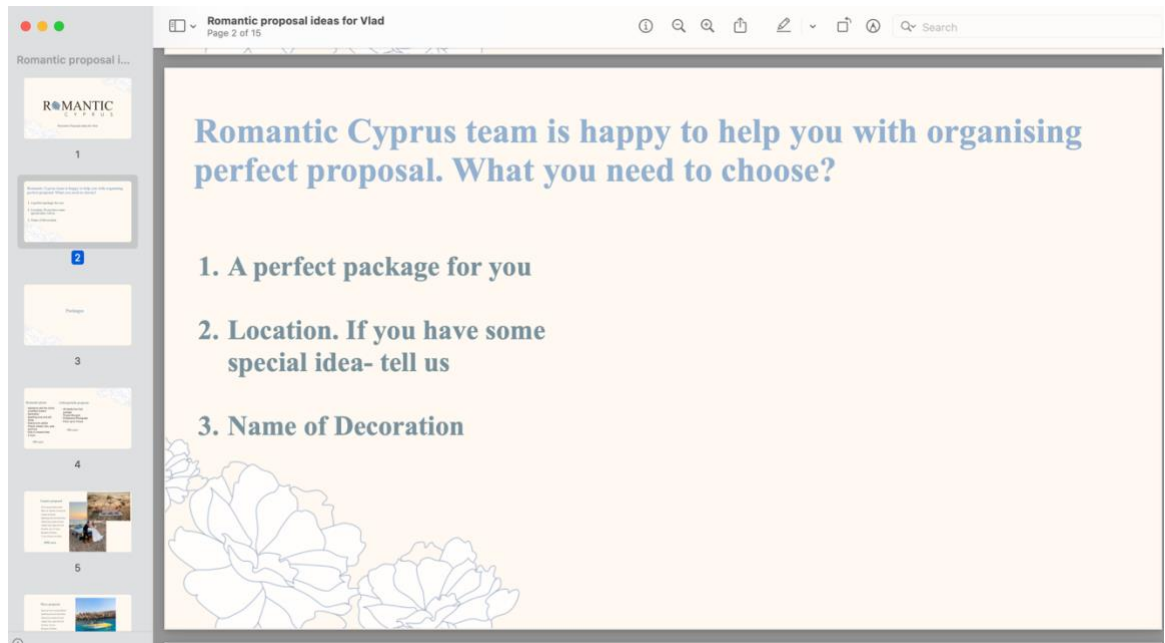 Romantic proposal ideas for Vlad
Page 2 of 15
Search
Romantic proposal i...
ROMANTIC
CYPRUS
1
2
3
4
5
Romantic Cyprus team is happy to help you with organising
perfect proposal. What you need to choose?
1. A perfect package for you
2. Location. If you have some
special idea- tell us
3. Name of Decoration